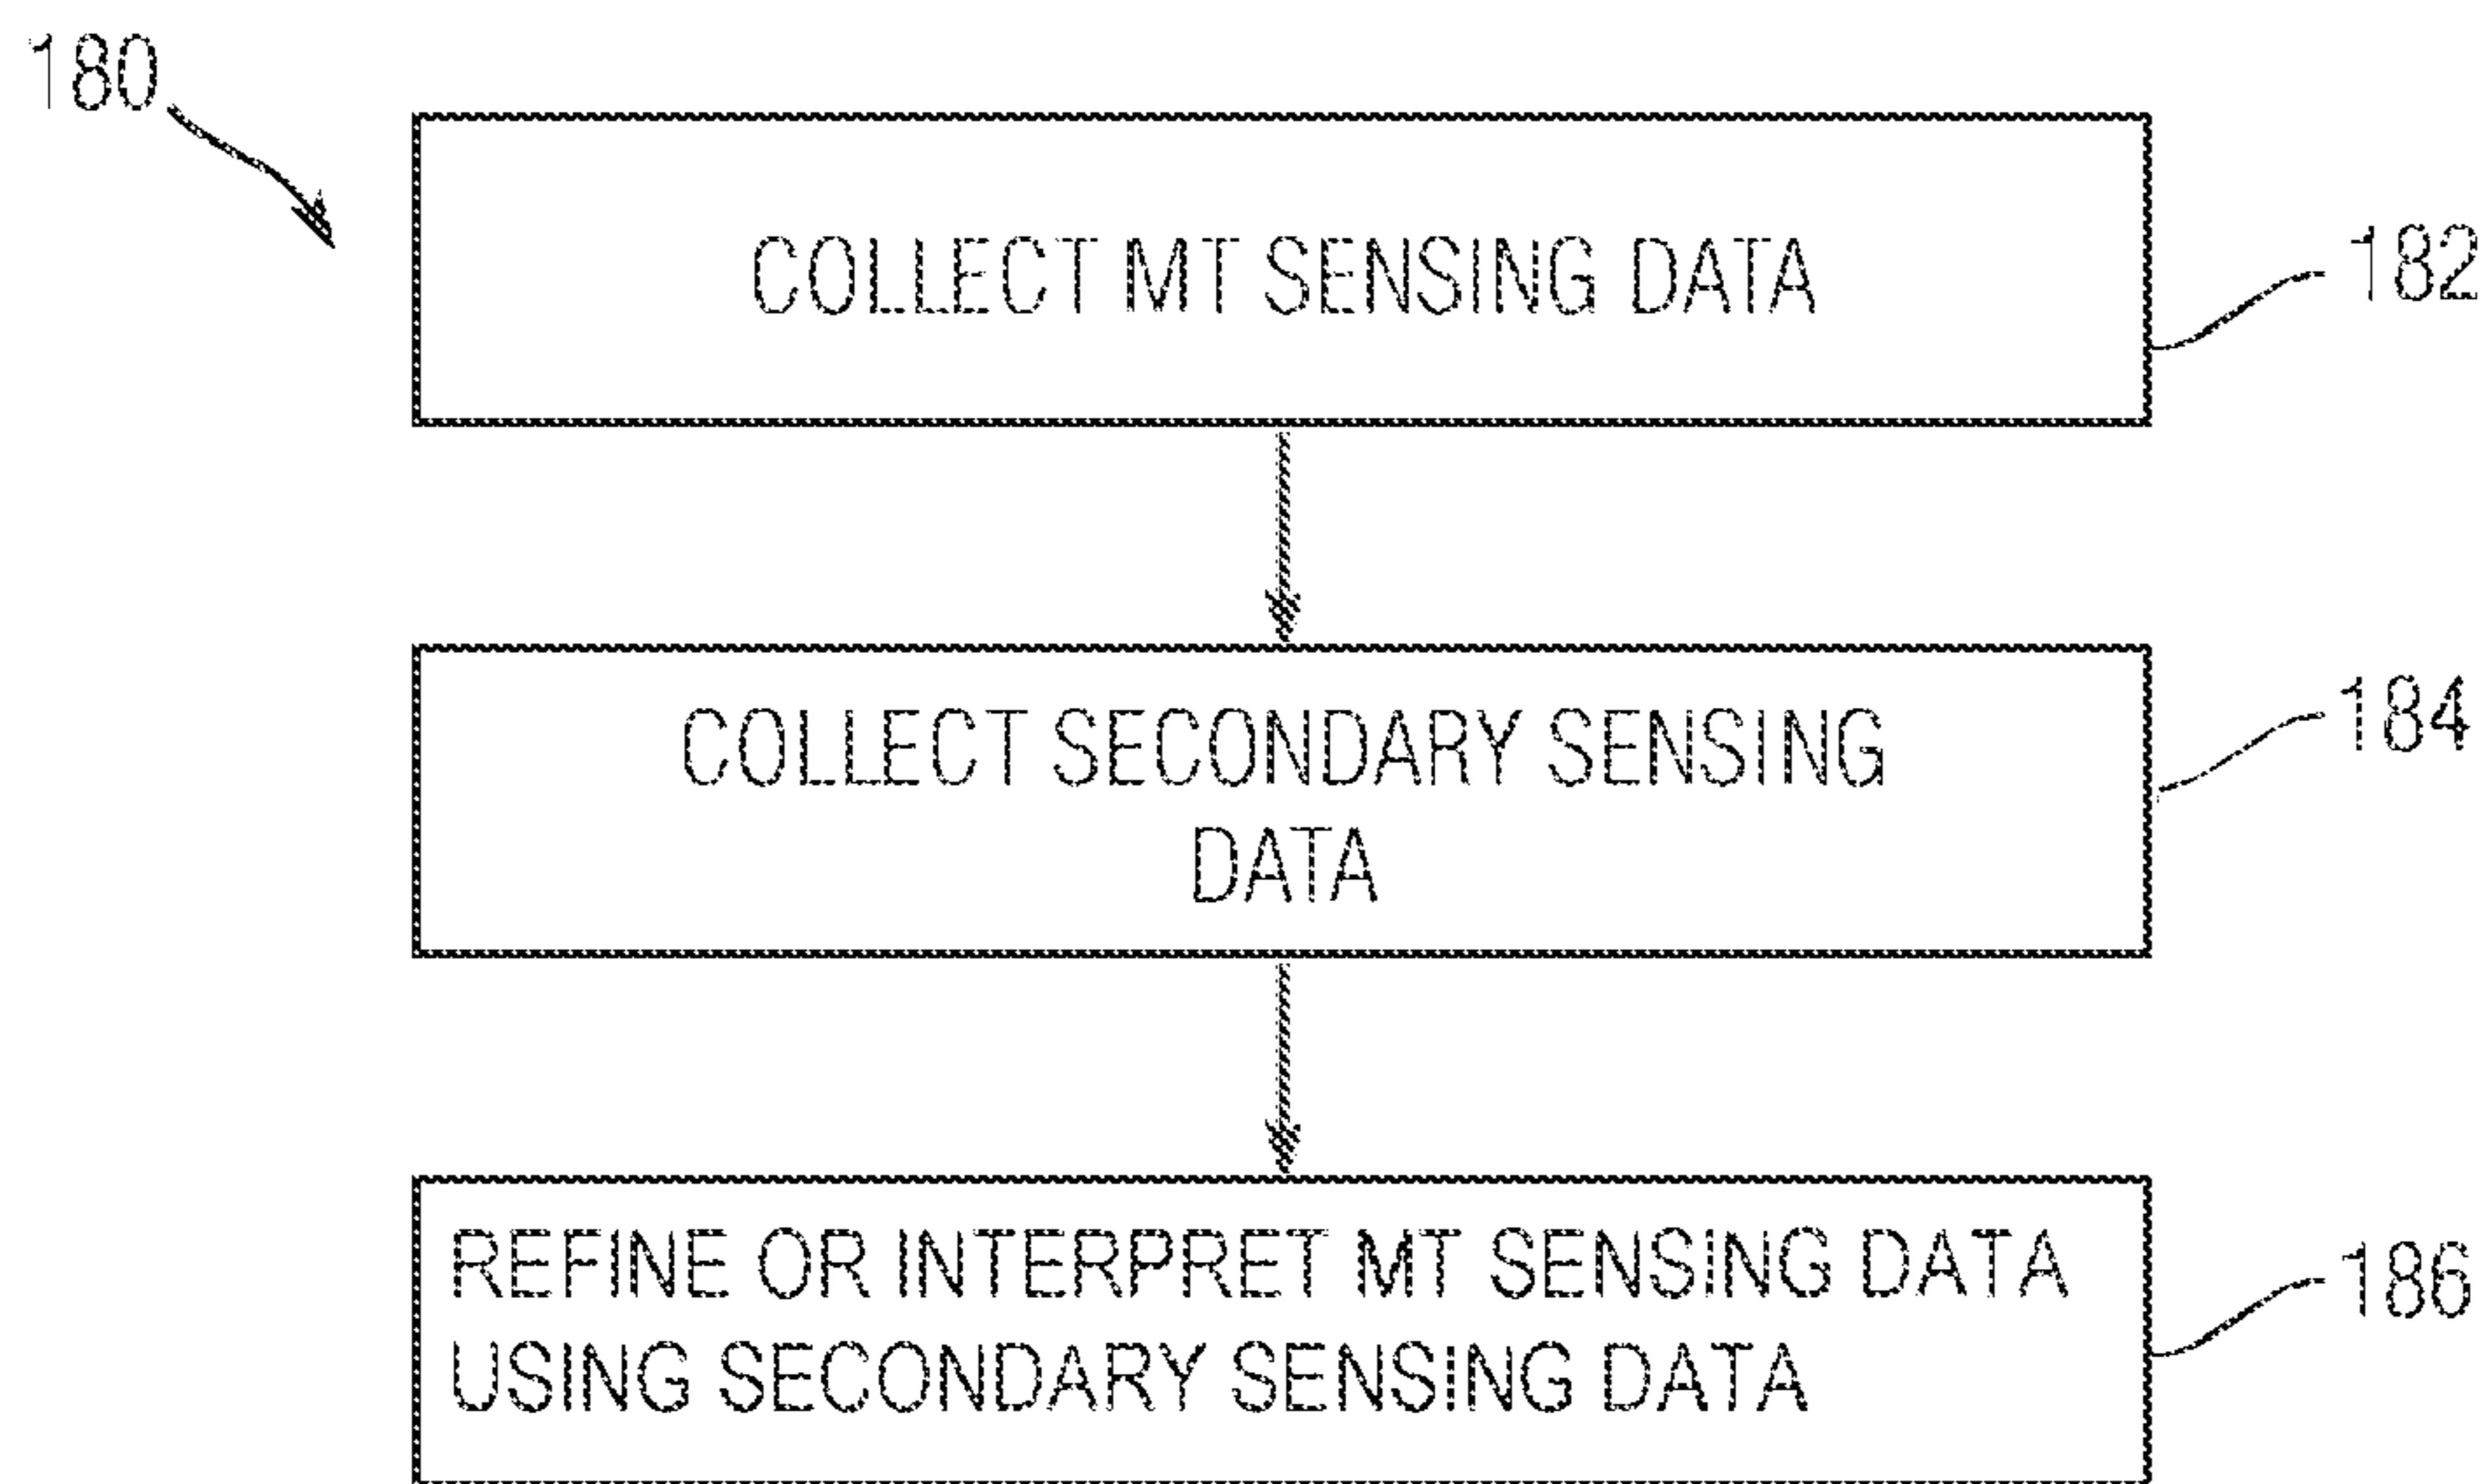 180
COLLECT MT SENSING DATA
182
COLLECT SECONDARY SENSING
DATA
184
REFINE OR INTERPRET MT SENSING DATA
USING SECONDARY SENSING DATA
186